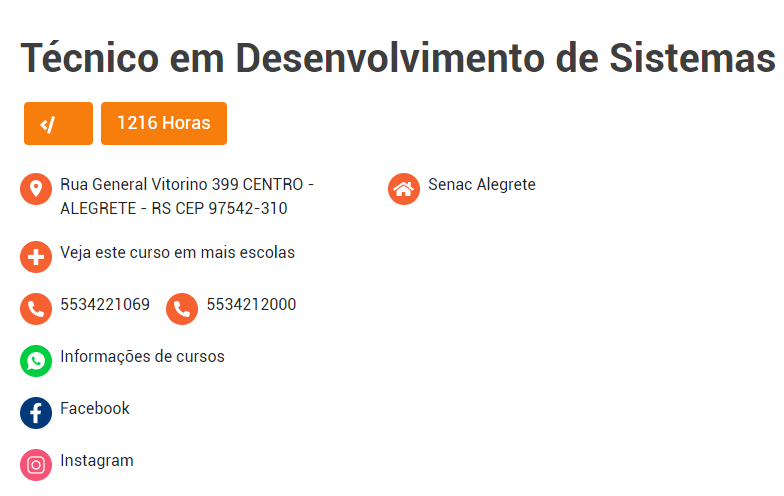 Técnico em Desenvolvimento de Sistemas
1216 Horas
Rua General Vitorino 399 CENTRO -
ALEGRETE - RS CEP 97542-310
Senac Alegrete
Veja este curso em mais escolas
5534221069 5534212000
Informações de cursos
Facebook
Instagram